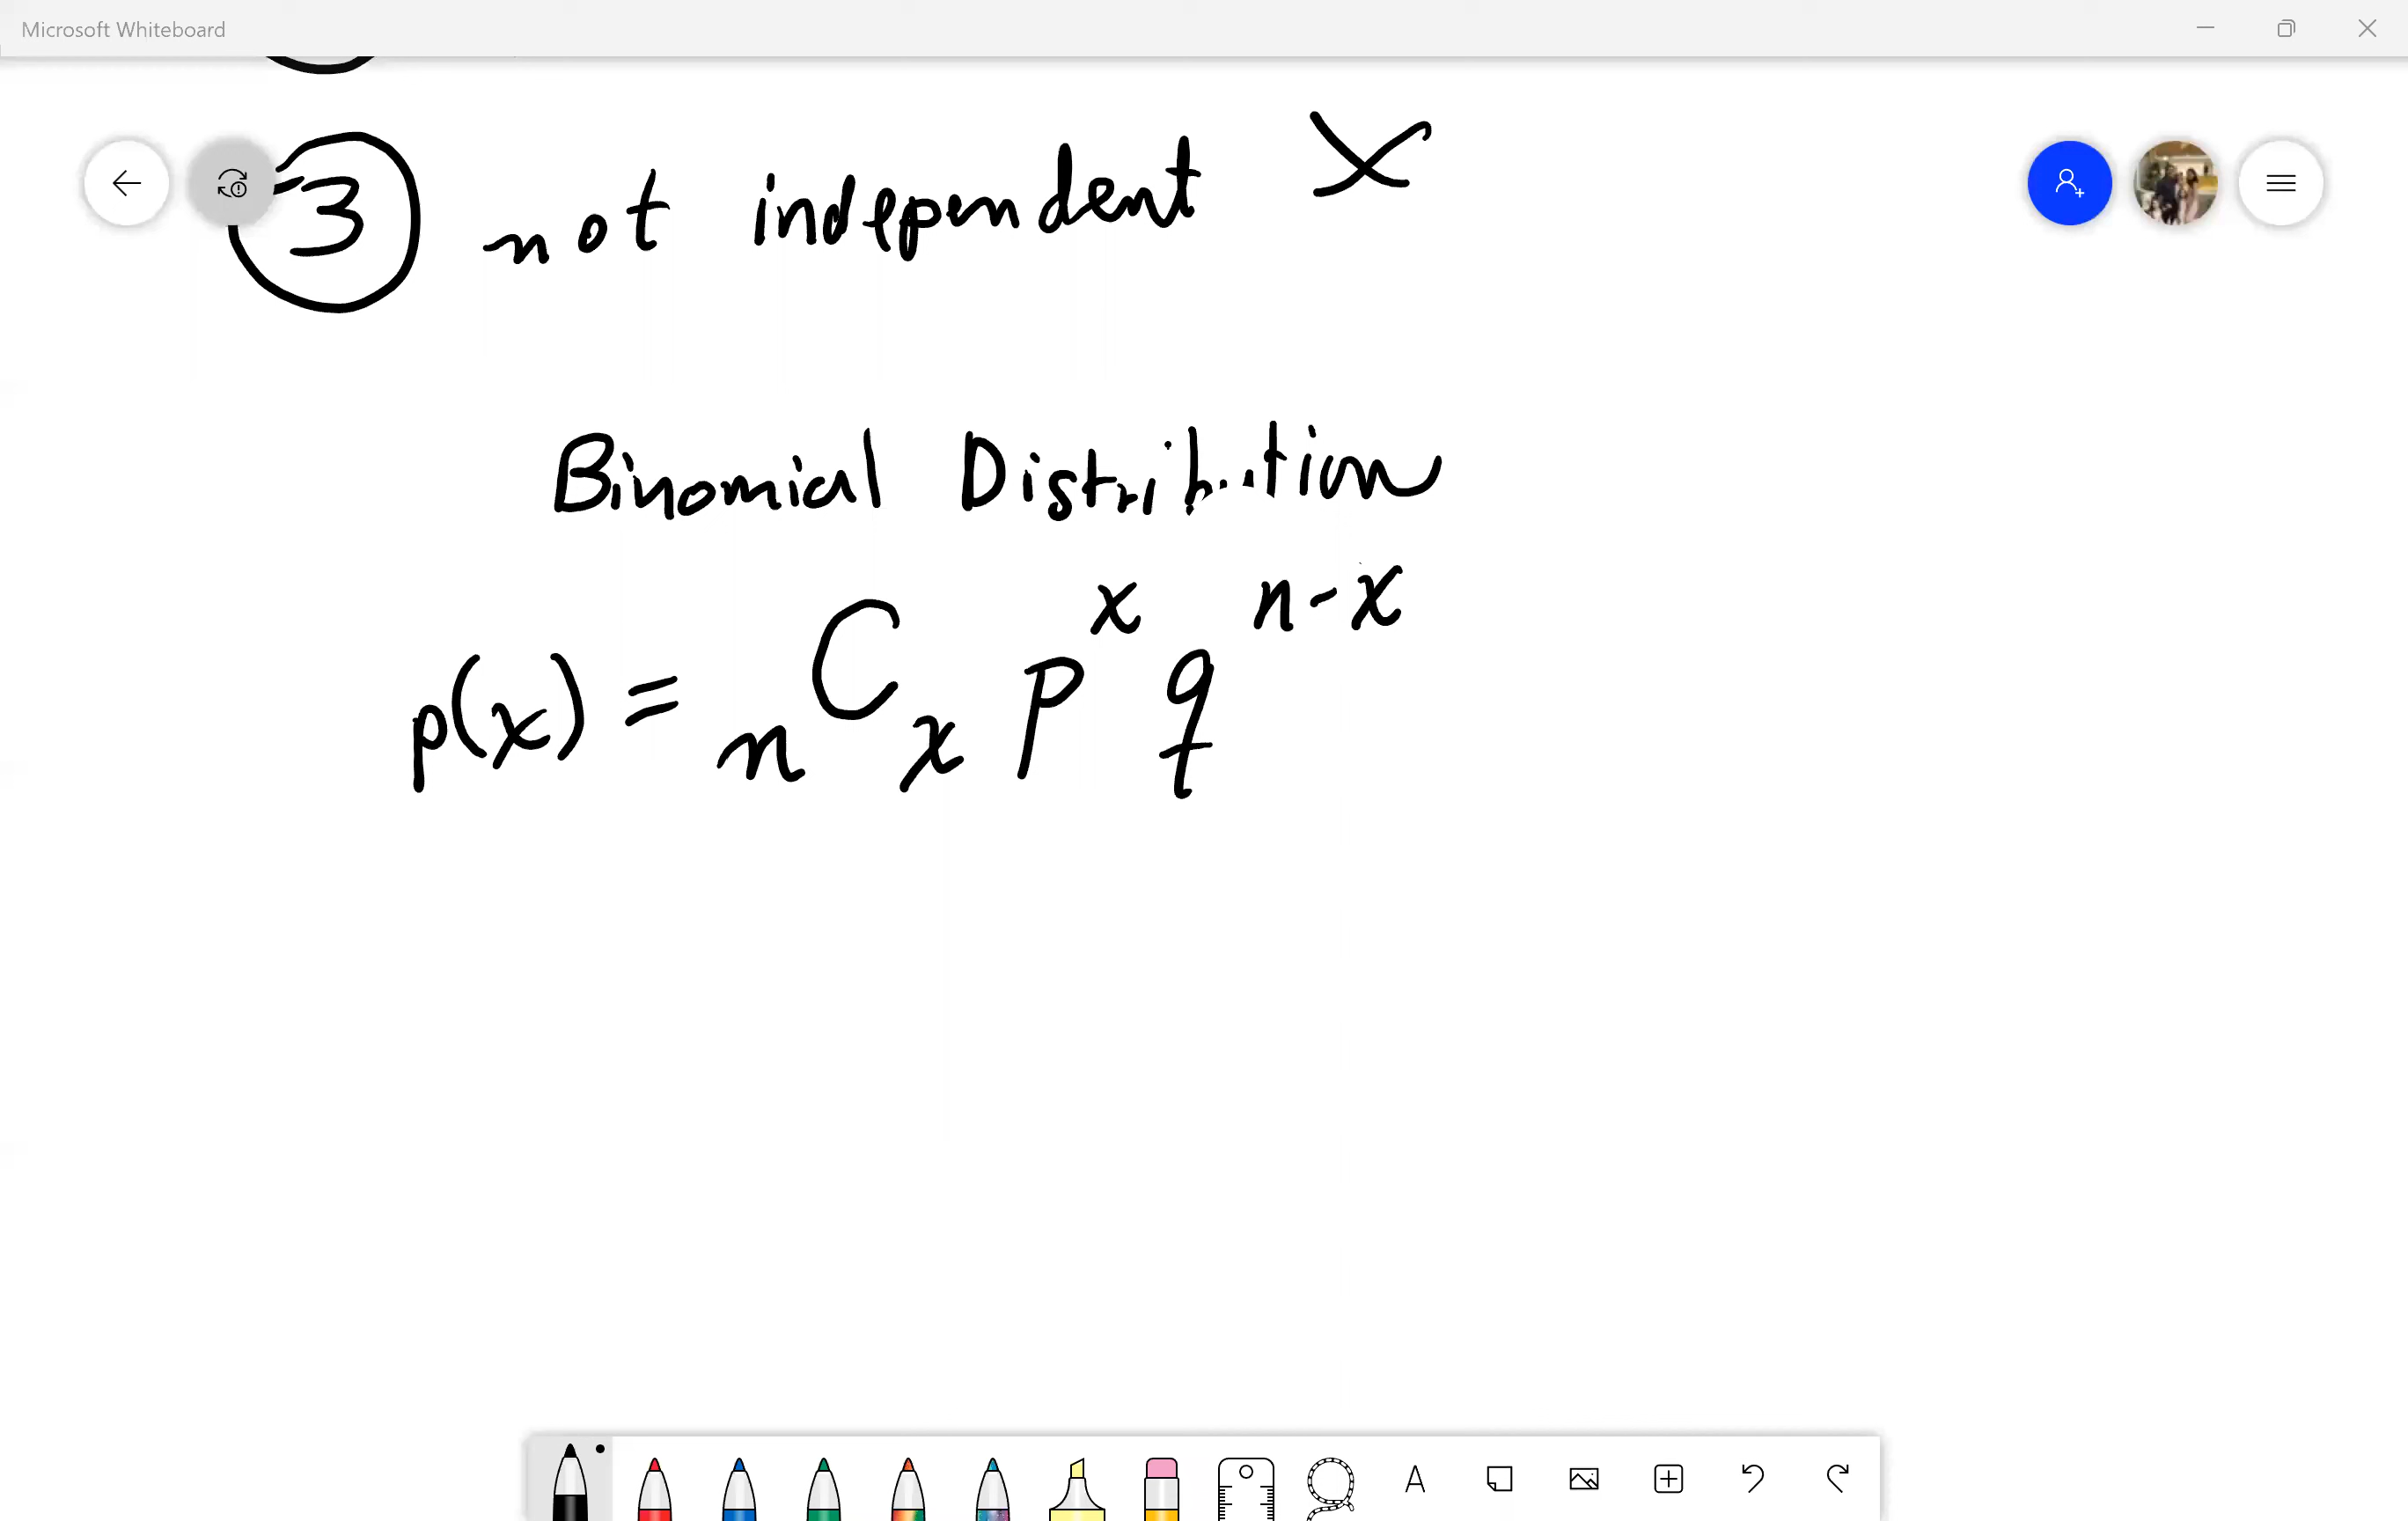 Microsoft Whiteboard
3 not independent X
Binomial Distribution
p(x) = nCx p^x q^n-x
A